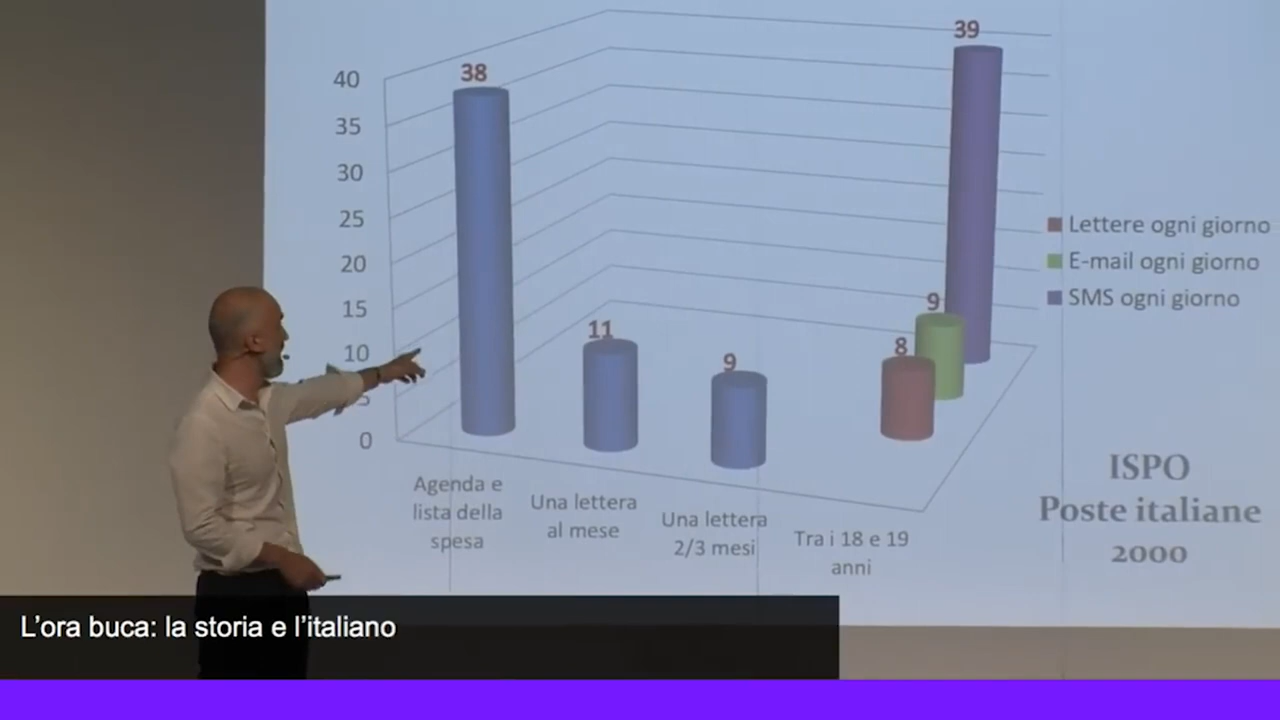 38
39
40
35
30
25
20
15
10
5
0
11
9
8
9
Lettere ogni giorno
E-mail ogni giorno
SMS ogni giorno
Agenda e
lista della
spesa
Una lettera
al mese
Una lettera
2/3 mesi
Tra i 18 e 19
anni
ISPO
Poste italiane
2000
L'ora buca: la storia e l'italiano